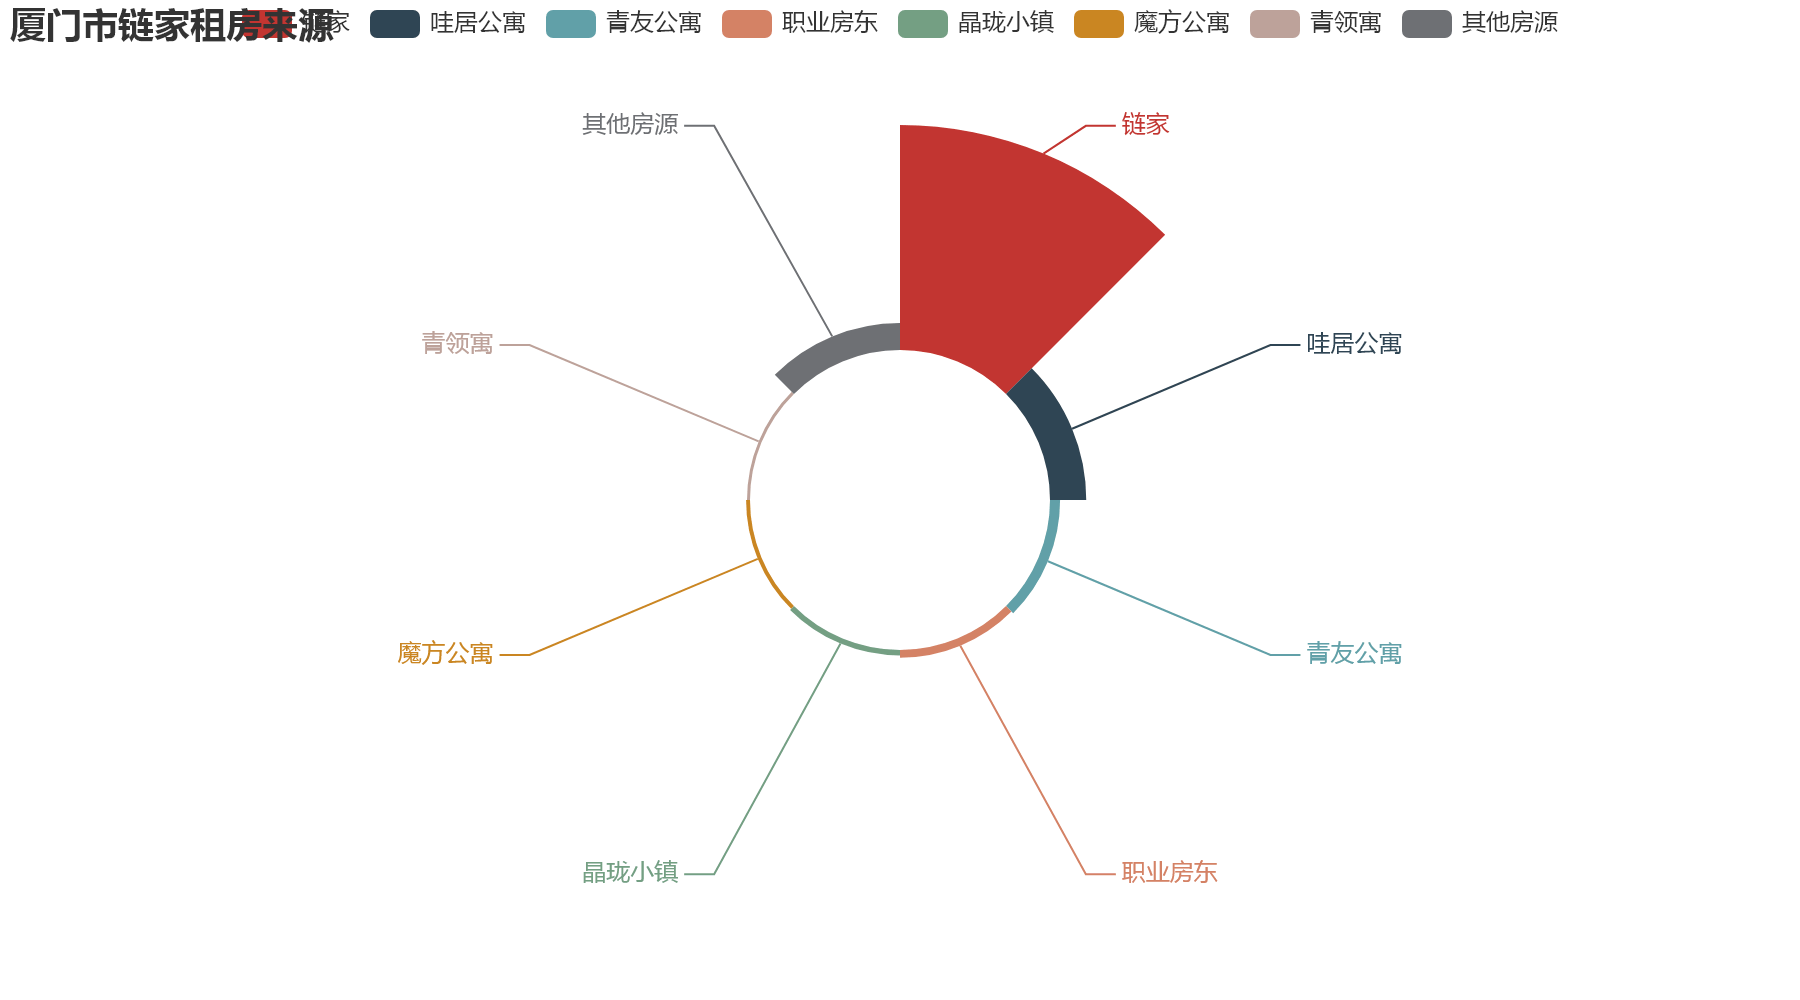 厦门市链家租房来源
链家 哇居公寓 青友公寓 职业房东 晶珑小镇 魔方公寓 青领寓 其他房源
其他房源 链家
青领寓 哇居公寓
魔方公寓 青友公寓
晶珑小镇 职业房东